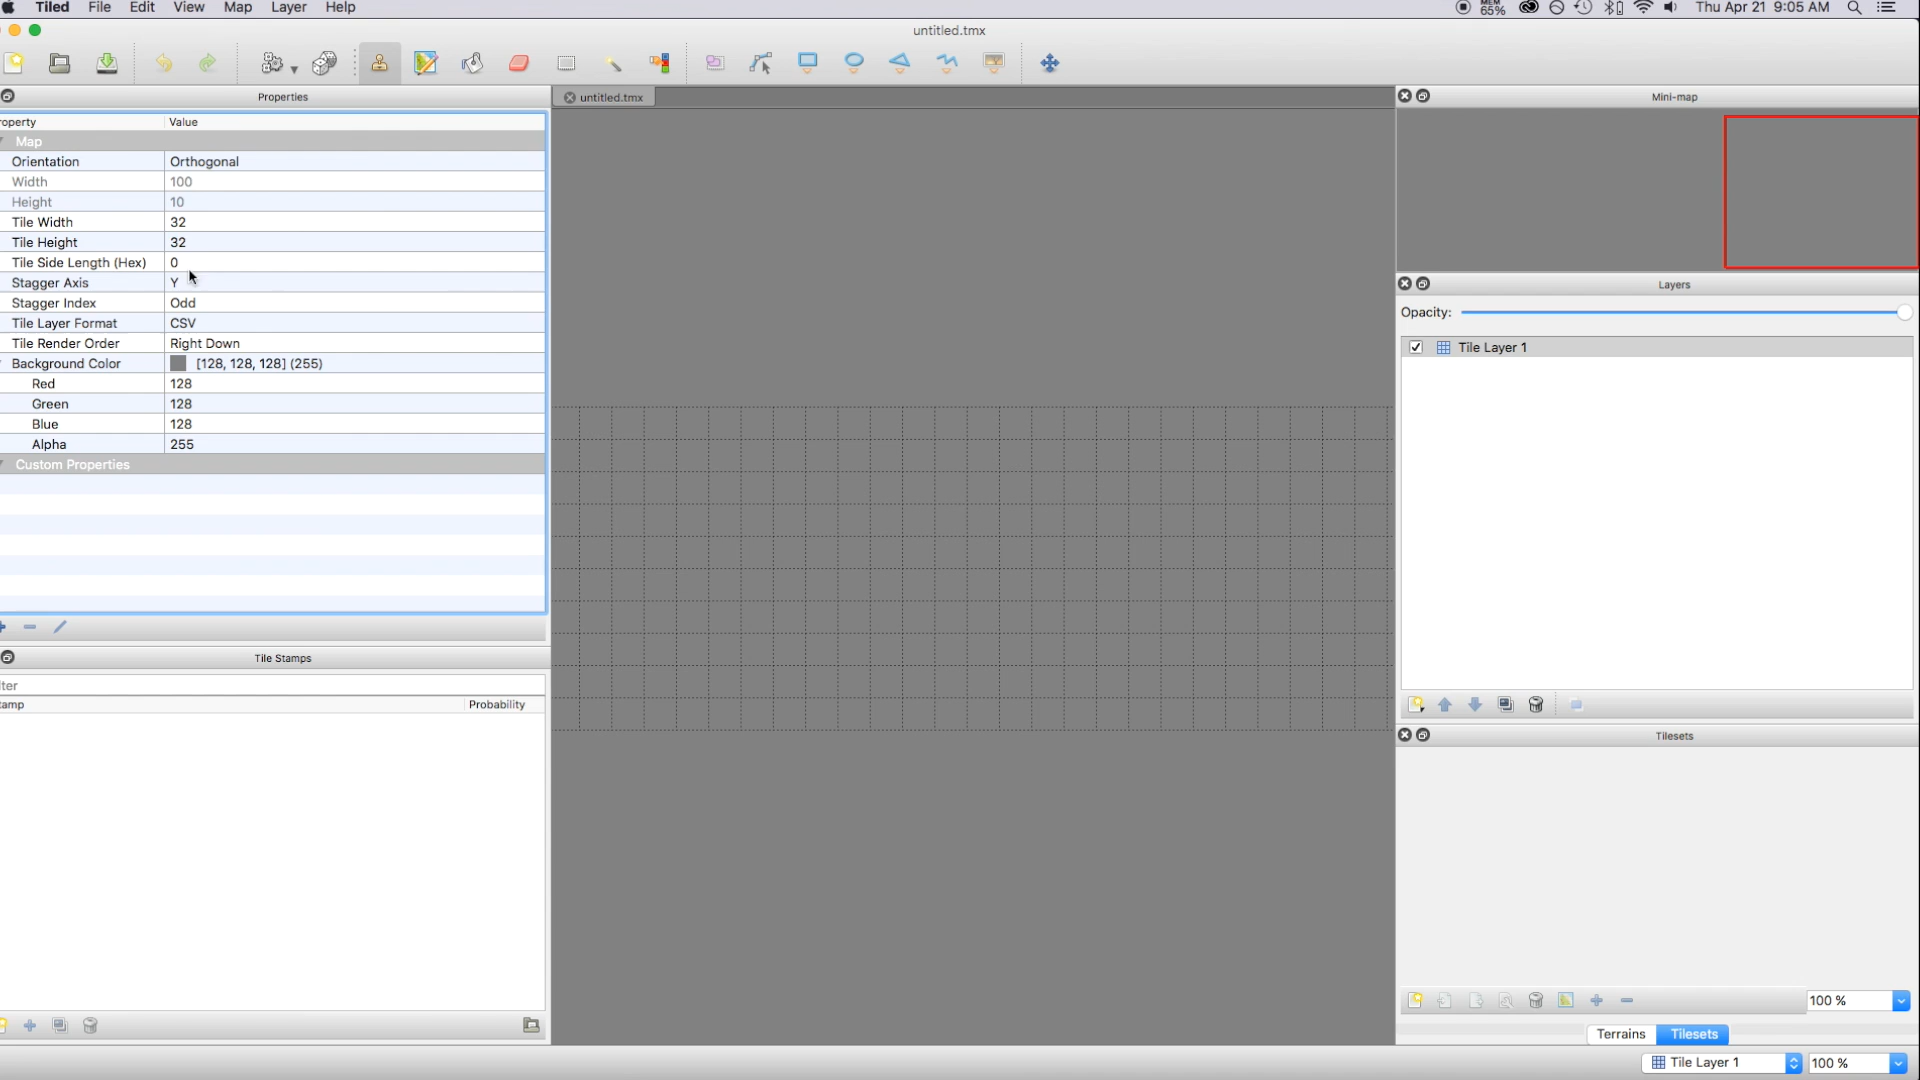 Tiled File Edit View Map Layer Help MEM 65% Thu Apr 21 9:05 AM
untitled.tmx
Properties
untitled.tmx
Mini-map
operty Value
Map
Orientation Orthogonal
Width 100
Height 10
Tile Width 32
Tile Height 32
Tile Side Length (Hex) 0
Stagger Axis Y
Stagger Index Odd
Tile Layer Format CSV
Tile Render Order Right Down
Background Color [128, 128, 128] (255)
Red 128
Green 128
Blue 128
Alpha 255
Custom Properties
Layers
Opacity:
Tile Layer 1
Tile Stamps
lter
amp Probability
Tilesets
100 %
Terrains Tilesets
Tile Layer 1 100 %